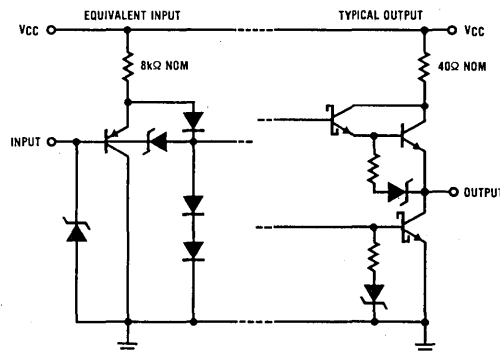 EQUIVALENT INPUT
TYPICAL OUTPUT
VCC
VCC
8kΩ NOM
40Ω NOM
INPUT
OUTPUT